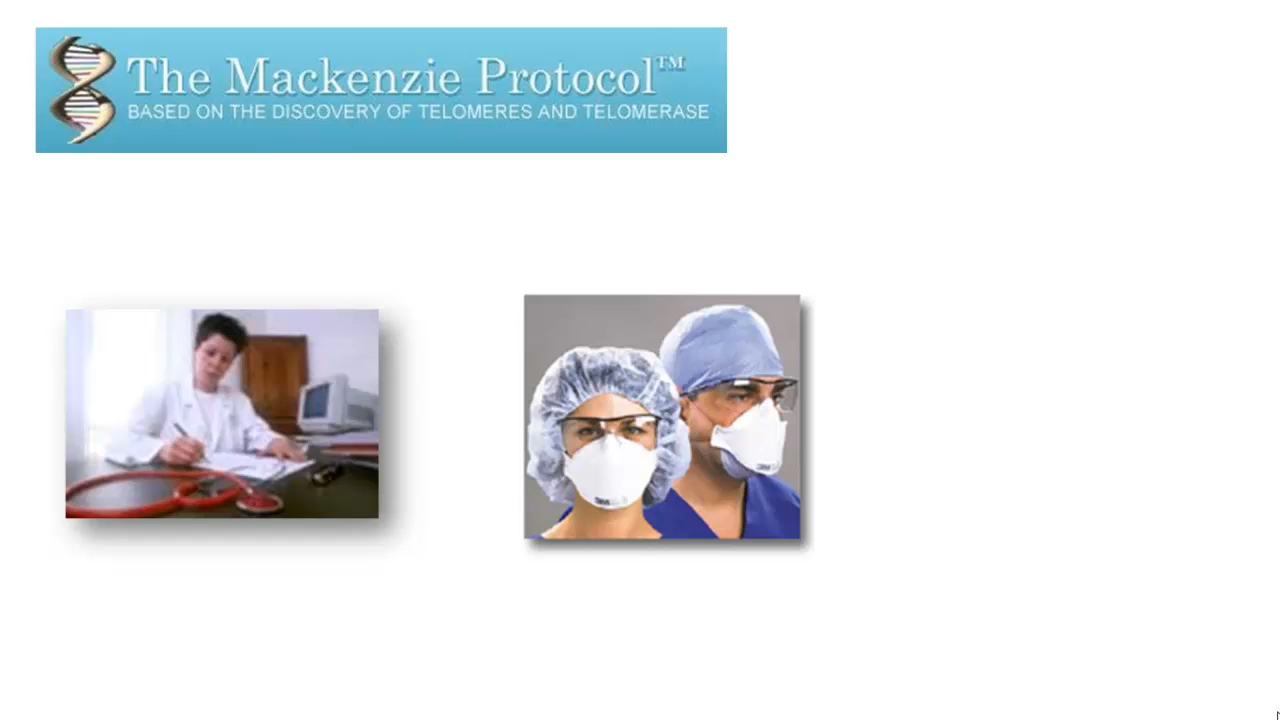 The Mackenzie Protocol™
BASED ON THE DISCOVERY OF TELOMERES AND TELOMERASE